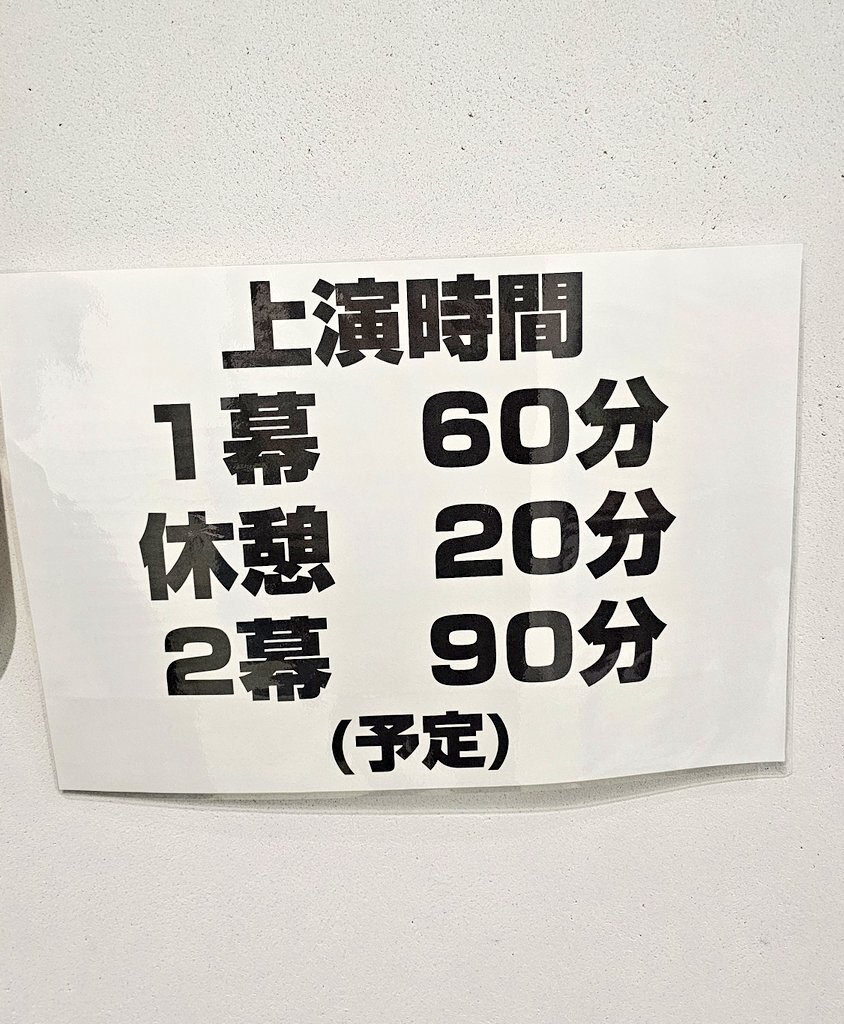 上演時間
1幕 60分
休憩 20分
2幕 90分
(予定)